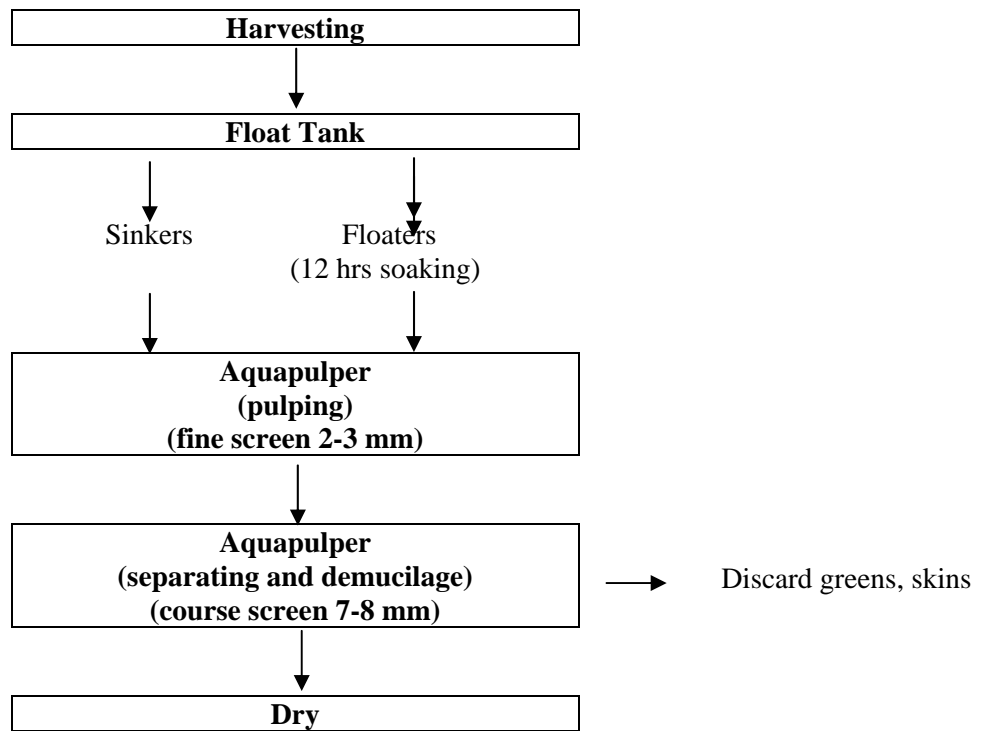 Harvesting
Float Tank
Sinkers
Floaters
(12 hrs soaking)
Aquapulper
(pulping)
(fine screen 2-3 mm)
Aquapulper
(separating and demucilage)
(course screen 7-8 mm)
Discard greens, skins
Dry